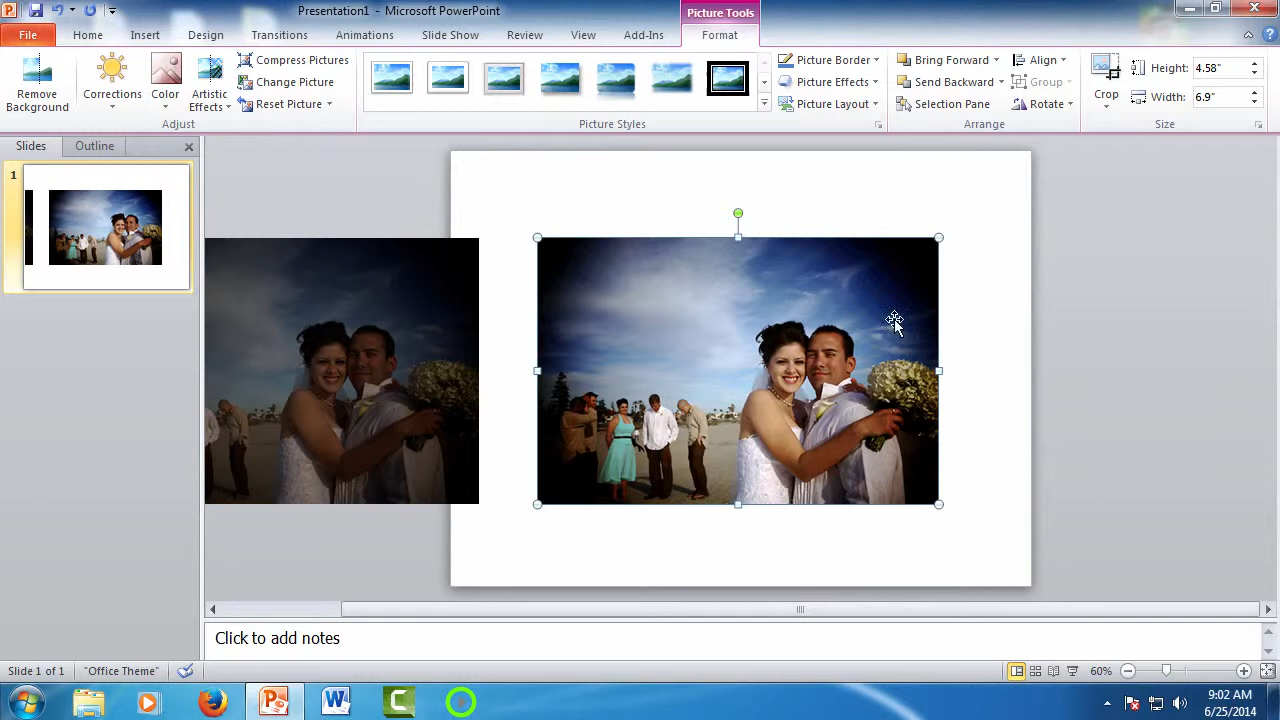 Presentation1 - Microsoft PowerPoint
Picture Tools
File Home Insert Design Transitions Animations Slide Show Review View Add-Ins Format
Remove Background
Corrections
Color
Artistic Effects
Compress Pictures
Change Picture
Reset Picture
Adjust
Picture Styles
Picture Border
Picture Effects
Picture Layout
Bring Forward
Send Backward
Selection Pane
Align
Group
Rotate
Arrange
Crop
Height: 4.58"
Width: 6.9"
Size
Slides Outline
1
Click to add notes
Slide 1 of 1 "Office Theme" 60%
9:02 AM
6/25/2014